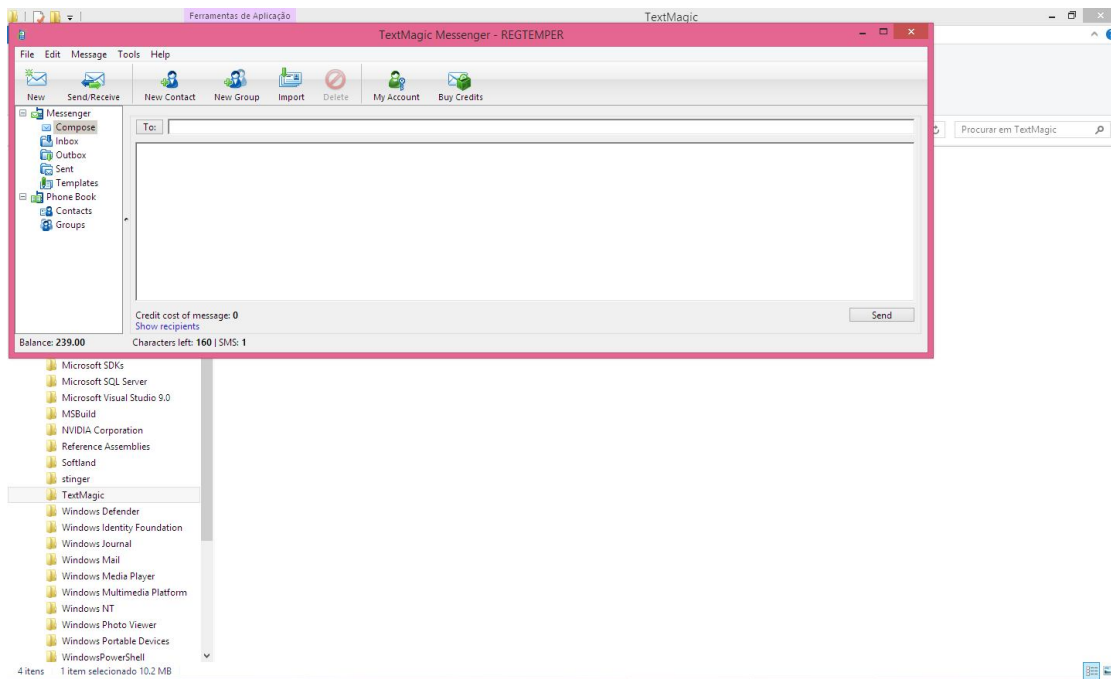 Ferramentas de Aplicação
TextMagic
TextMagic Messenger - REGTEMPER
File Edit Message Tools Help
New Send/Receive New Contact New Group Import Delete My Account Buy Credits
Messenger
Compose
Inbox
Outbox
Sent
Templates
Phone Book
Contacts
Groups
To:
Procurar em TextMagic
Credit cost of message: 0
Show recipients
Send
Balance: 239.00 Characters left: 160 | SMS: 1
Microsoft SDKs
Microsoft SQL Server
Microsoft Visual Studio 9.0
MSBuild
NVIDIA Corporation
Reference Assemblies
Softland
stinger
TextMagic
Windows Defender
Windows Identity Foundation
Windows Journal
Windows Mail
Windows Media Player
Windows Multimedia Platform
Windows NT
Windows Photo Viewer
Windows Portable Devices
WindowsPowerShell
4 itens 1 item selecionado 10,2 MB